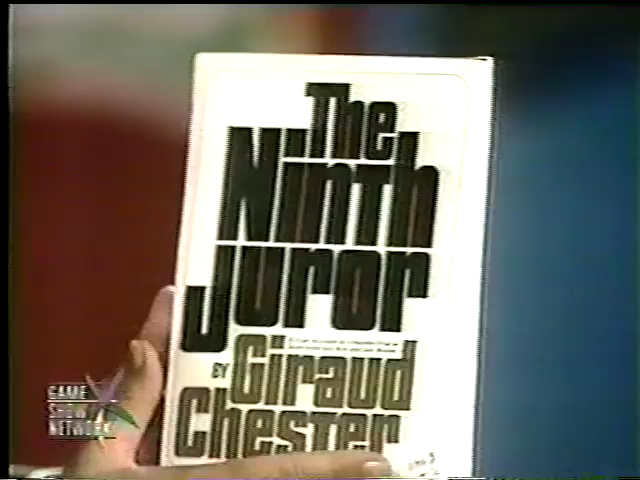 The
Ninth
Juror
BY Giraud
Chester
GAME
SHOW
NETWORK